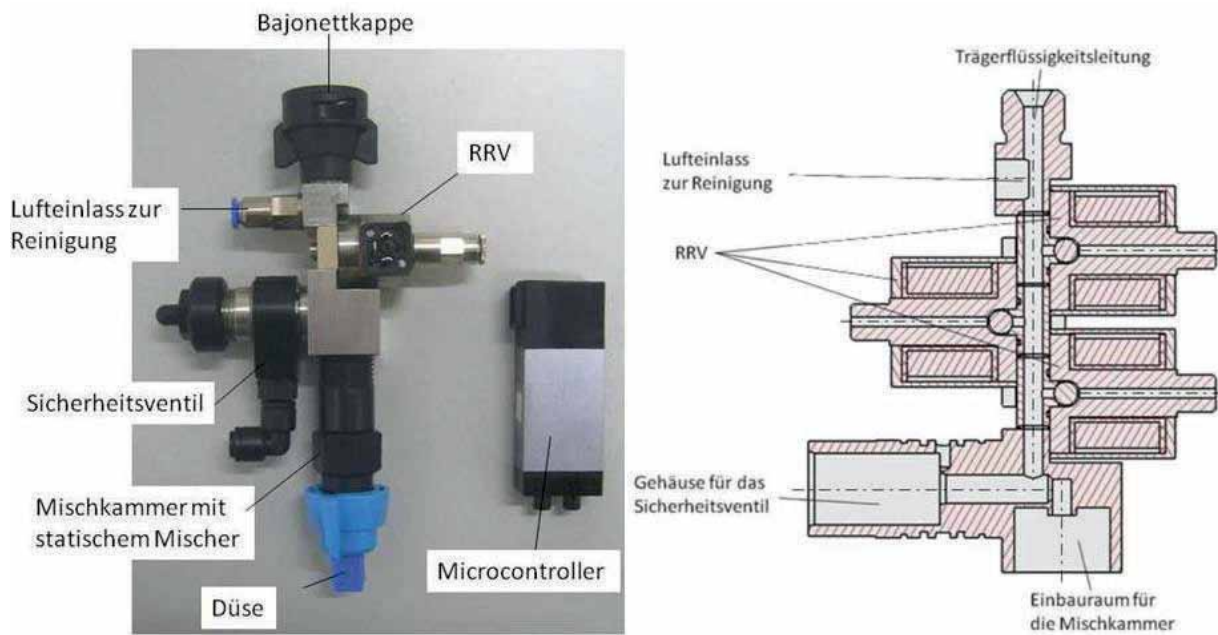 Bajonettkappe
RRV
Lufteinlass zur
Reinigung
Sicherheitsventil
Mischkammer mit
statischem Mischer
Düse
Microcontroller
Trägerflüssigkeitsleitung
Lufteinlass
zur Reinigung
RRV
Gehäuse für das
Sicherheitsventil
Einbauraum für
die Mischkammer